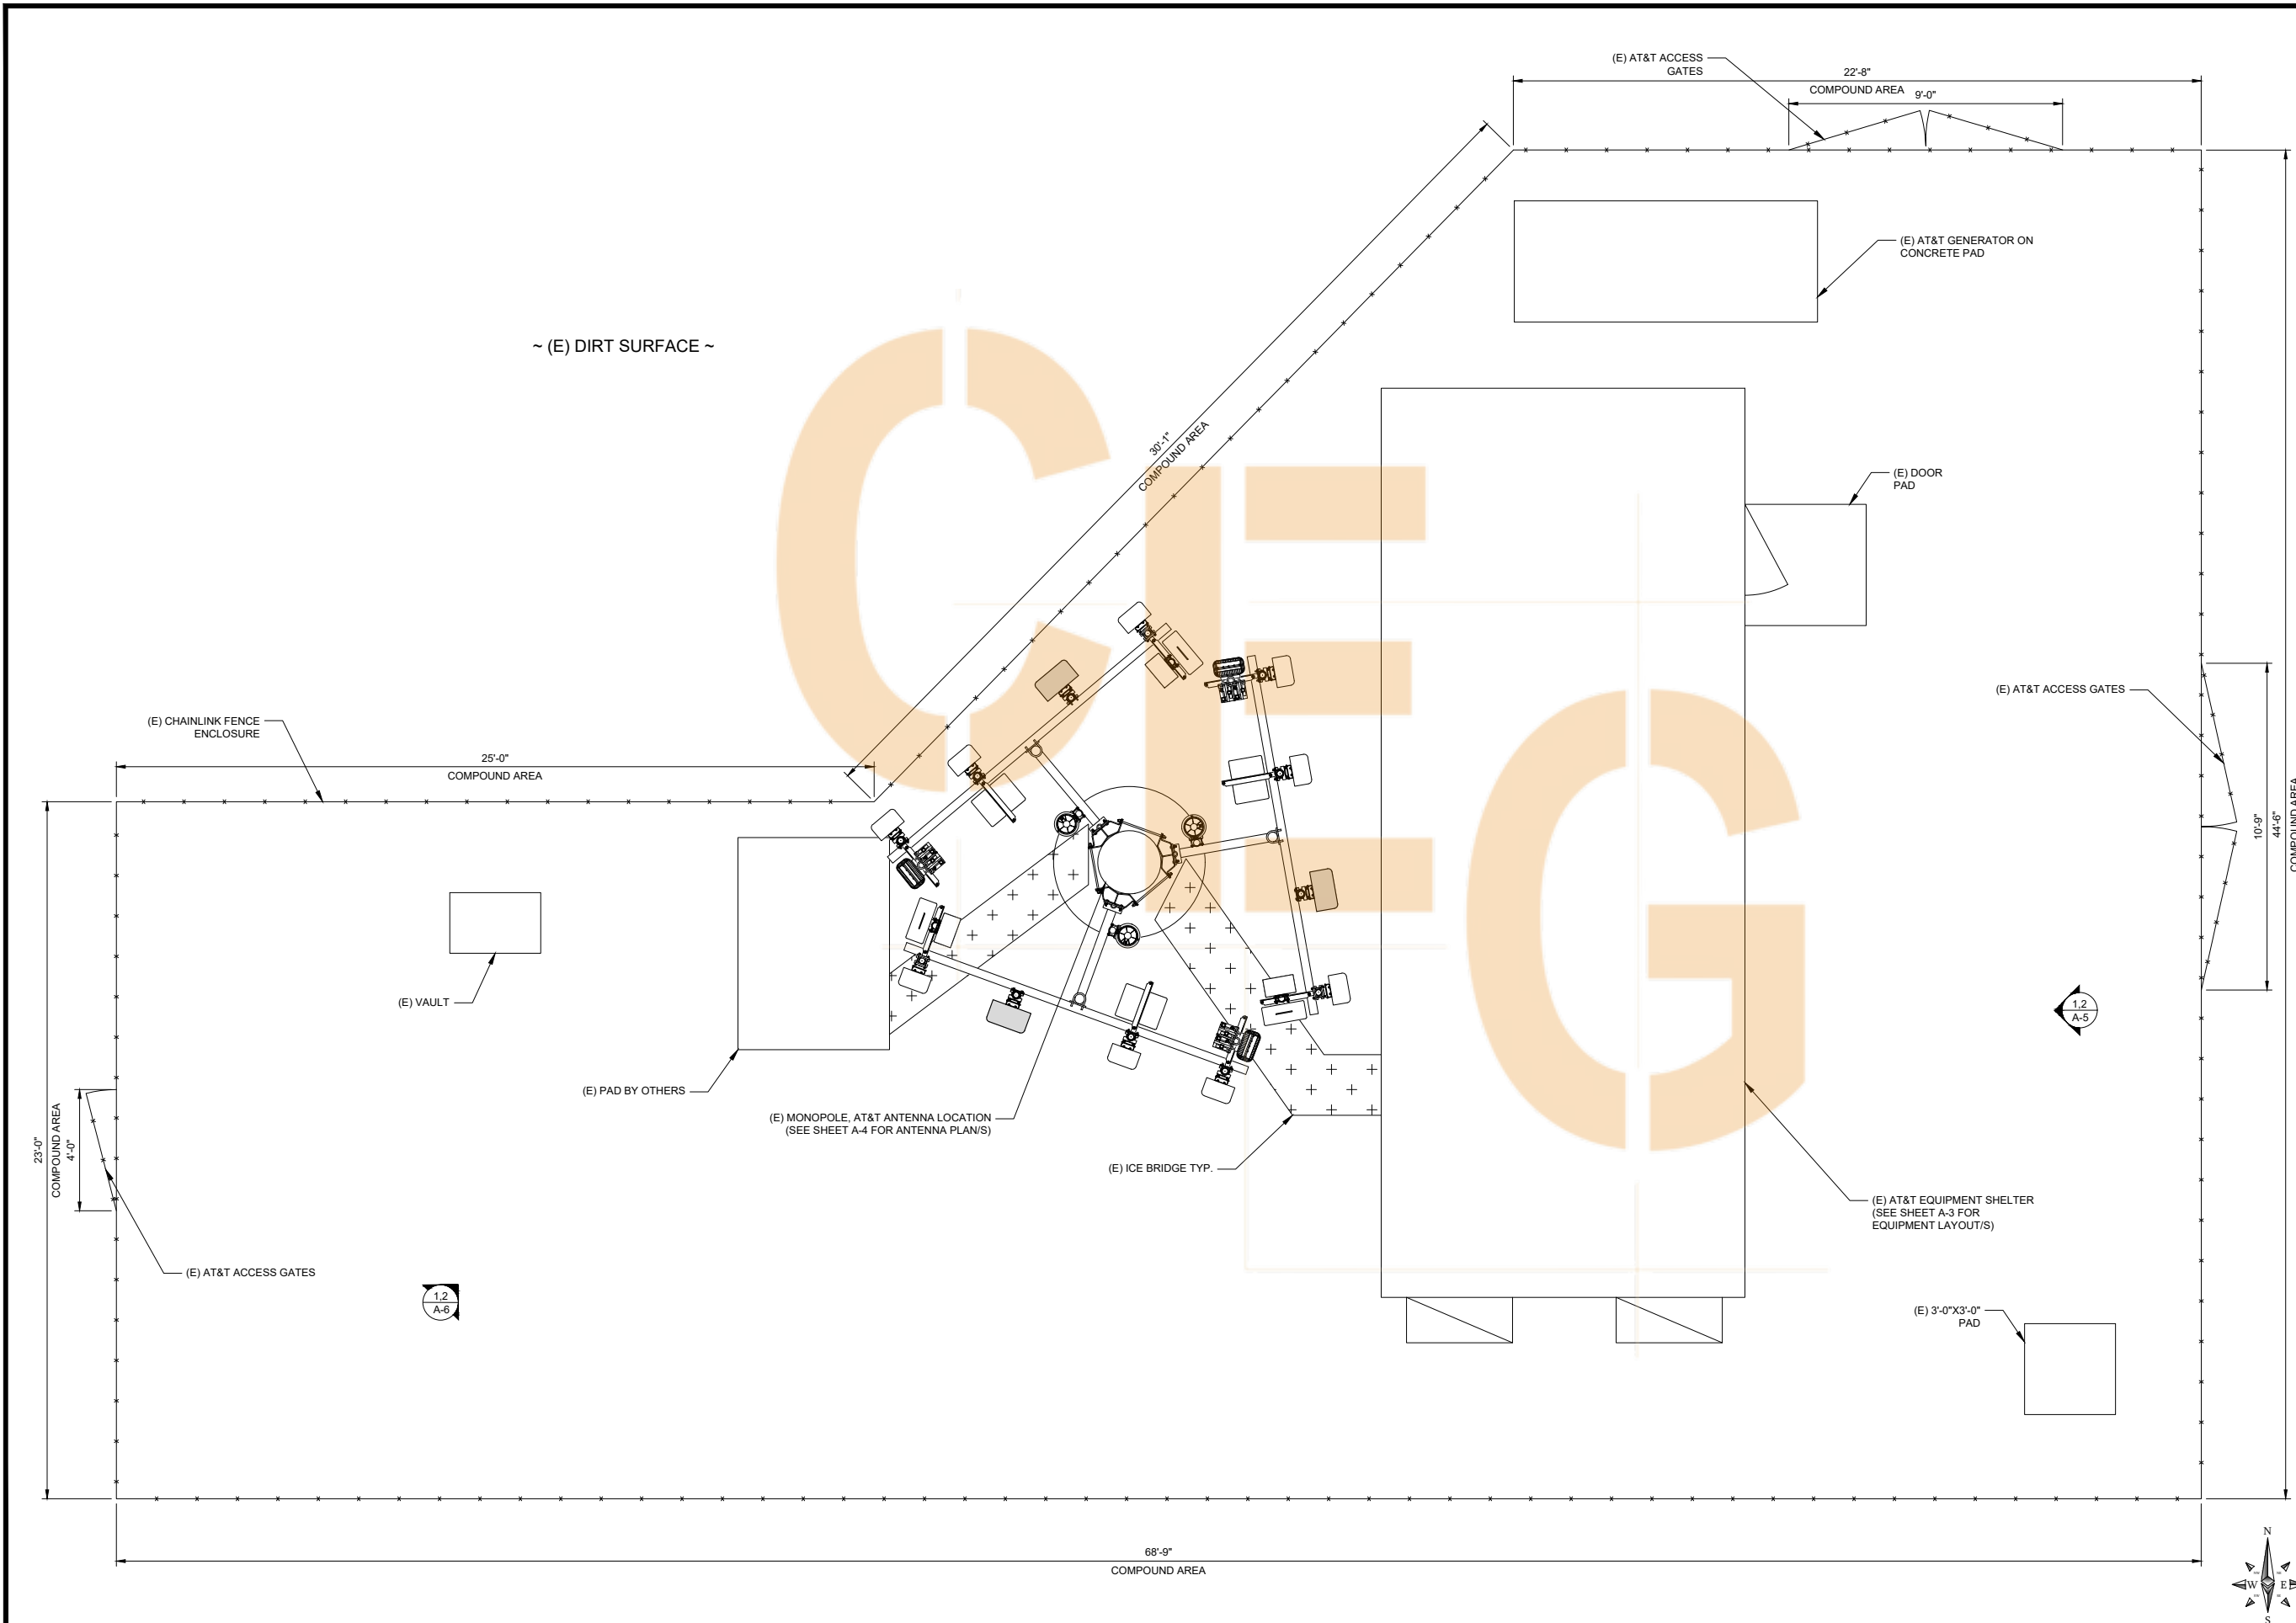 (E) AT&T ACCESS
GATES
22'-8"
COMPOUND AREA
9'-0"
(E) AT&T GENERATOR ON
CONCRETE PAD
~ (E) DIRT SURFACE ~
30'-1"
COMPOUND AREA
(E) DOOR
PAD
(E) AT&T ACCESS GATES
(E) CHAINLINK FENCE
ENCLOSURE
25'-0"
COMPOUND AREA
10'-9"
44'-6"
COMPOUND AREA
(E) VAULT
1,2
A-5
(E) PAD BY OTHERS
(E) MONOPOLE, AT&T ANTENNA LOCATION
(SEE SHEET A-4 FOR ANTENNA PLAN/S)
23'-0"
COMPOUND AREA
4'-0"
(E) ICE BRIDGE TYP.
(E) AT&T EQUIPMENT SHELTER
(SEE SHEET A-3 FOR
EQUIPMENT LAYOUT/S)
(E) AT&T ACCESS GATES
1,2
A-6
(E) 3'-0"X3'-0"
PAD
68'-9"
COMPOUND AREA
N
W E
S
CEG